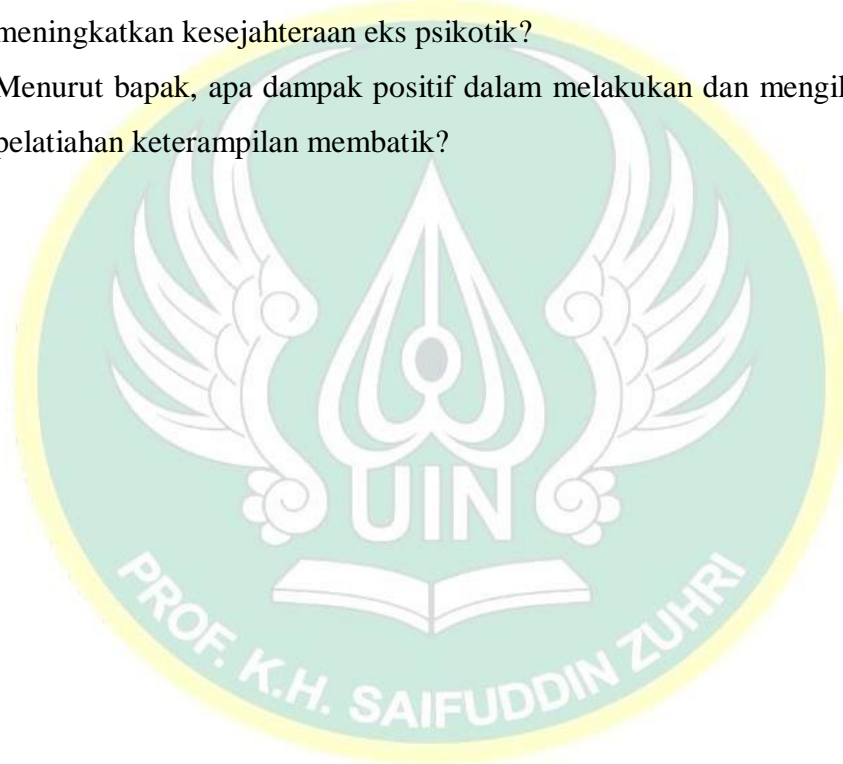 meningkatkan kesejahteraan eks psikotik?
Menurut bapak, apa dampak positif dalam melakukan dan
pelatiahan keterampilan membatik?
UIN
PROF. K.H. SAIFUDDIN ZUHRI